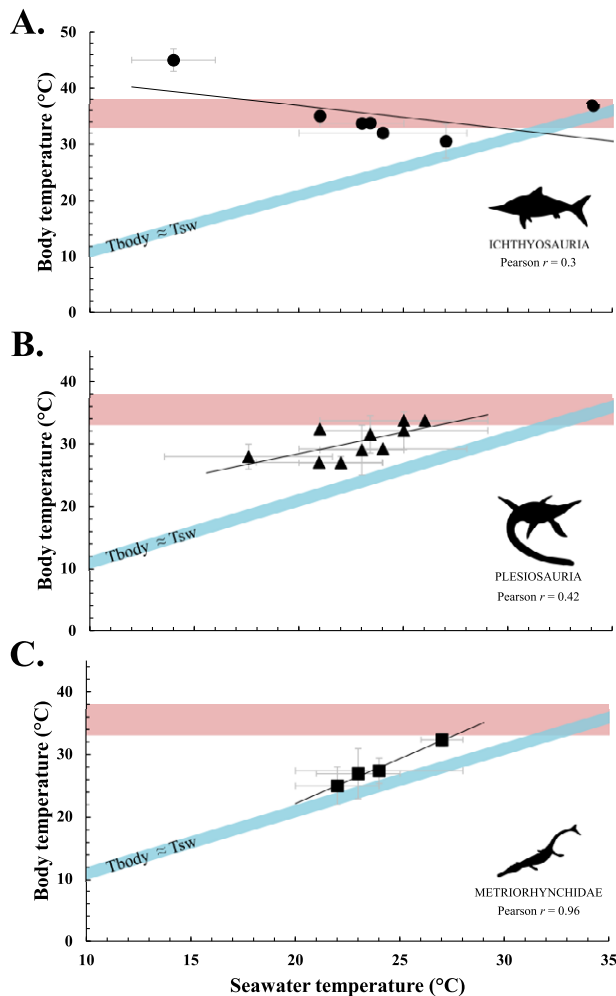 A.
50
40
30
20
10
0
Body temperature (°C)
Tbody ≈ Tsw
ICHTHYOSAURIA
Pearson r = 0.3
B.
40
30
20
10
0
Body temperature (°C)
Tbody ≈ Tsw
PLESIOSAURIA
Pearson r = 0.42
C.
40
30
20
10
0
Body temperature (°C)
Tbody ≈ Tsw
METRIORHYNCHIDAE
Pearson r = 0.96
10 20 25 30 35
Seawater temperature (°C)